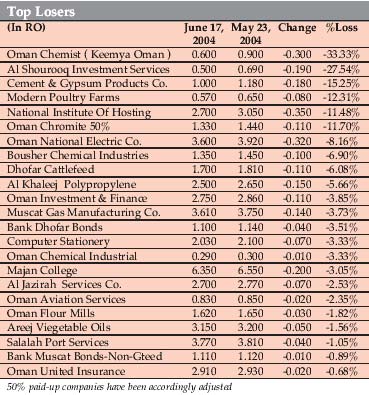 Top Losers
(In RO) June 17, 2004 May 23, 2004 Change %Loss
Oman Chemist ( Keemya Oman ) 0.600 0.900 -0.300 -33.33%
Al Shourooq Investment Services 0.500 0.690 -0.190 -27.54%
Cement & Gypsum Products Co. 1.000 1.180 -0.180 -15.25%
Modern Poultry Farms 0.570 0.650 -0.080 -12.31%
National Institute Of Hosting 2.700 3.050 -0.350 -11.48%
Oman Chromite 50% 1.330 1.440 -0.110 -11.70%
Oman National Electric Co. 3.600 3.920 -0.320 -8.16%
Bousher Chemical Industries 1.350 1.450 -0.100 -6.90%
Dhofar Cattlefeed 1.700 1.810 -0.110 -6.08%
Al Khaleej Polypropylene 2.500 2.650 -0.150 -5.66%
Oman Investment & Finance 2.750 2.860 -0.110 -3.85%
Muscat Gas Manufacturing Co. 3.610 3.750 -0.140 -3.73%
Bank Dhofar Bonds 1.100 1.140 -0.040 -3.51%
Computer Stationery 2.030 2.100 -0.070 -3.33%
Oman Chemical Industrial 0.290 0.300 -0.010 -3.33%
Majan College 6.350 6.550 -0.200 -3.05%
Al Jazirah Services Co. 2.700 2.770 -0.070 -2.53%
Oman Aviation Services 0.830 0.850 -0.020 -2.35%
Oman Flour Mills 1.620 1.650 -0.030 -1.82%
Areej Viegetable Oils 3.150 3.200 -0.050 -1.56%
Salalah Port Services 3.770 3.810 -0.040 -1.05%
Bank Muscat Bonds-Non-Gteed 1.110 1.120 -0.010 -0.89%
Oman United Insurance 2.910 2.930 -0.020 -0.68%
50% paid-up companies have been accordingly adjusted